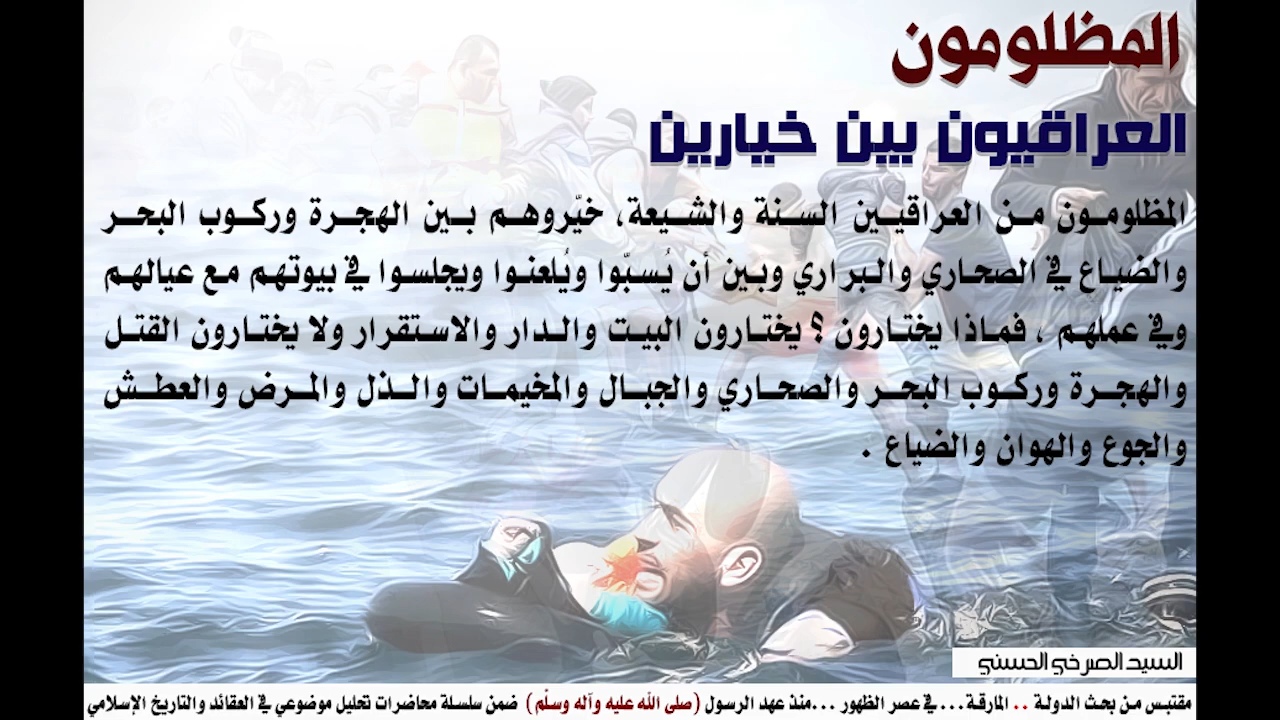 المظلومون
العراقيون بين خيارين
المظلومون من العراقيين السنة والشيعة، خيّروهم بين الهجرة وركوب البحر
والضياع في الصحاري والبراري وبين أن يُسبّوا ويُلعنوا ويجلسوا في بيوتهم مع عيالهم
وفي عملهم ، فماذا يختارون ؟ يختارون البيت والدار والاستقرار ولا يختارون القتل
والهجرة وركوب البحر والصحاري والجبال والمخيمات والذل والمرض والعطش
والجوع والهوان والضياع .
السيد الصرخي الحسني
مقتبس من بحث الدولة .. المارقة...في عصر الظهور ...منذ عهد الرسول (صلى الله عليه وآله وسلّم) ضمن سلسلة محاضرات تحليل موضوعي في العقائد والتاريخ الإسلامي